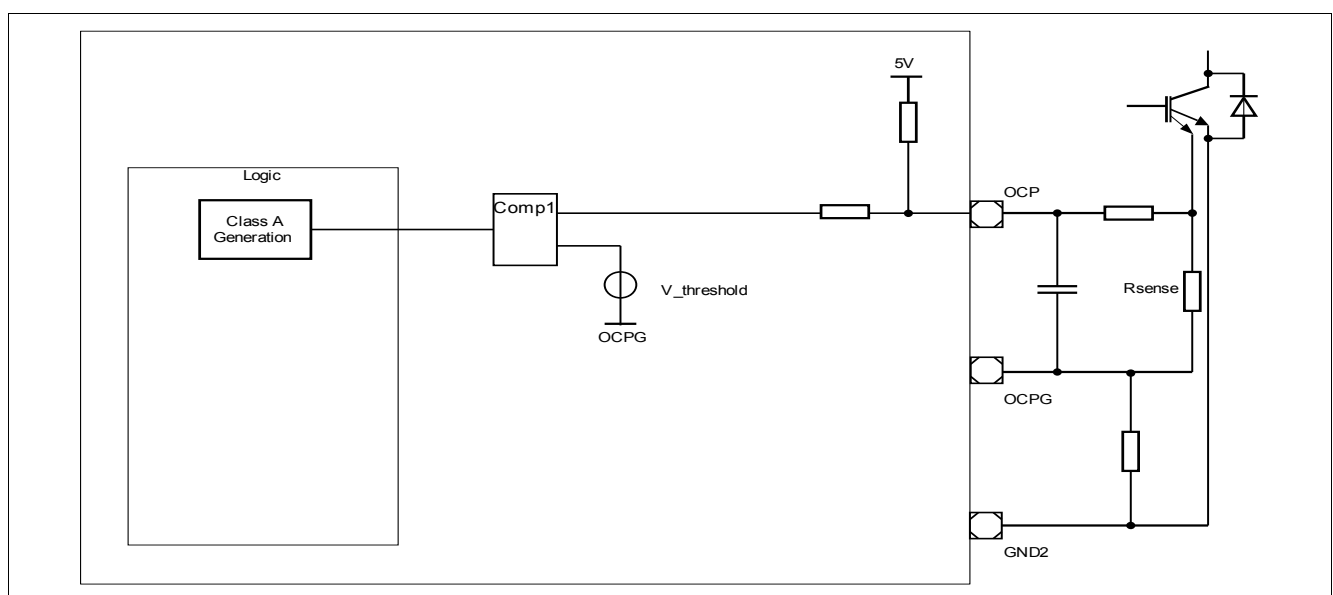 5V
Logic
Class A
Generation
Comp1
OCP
V_threshold
Rsense
OCPG
OCPG
GND2